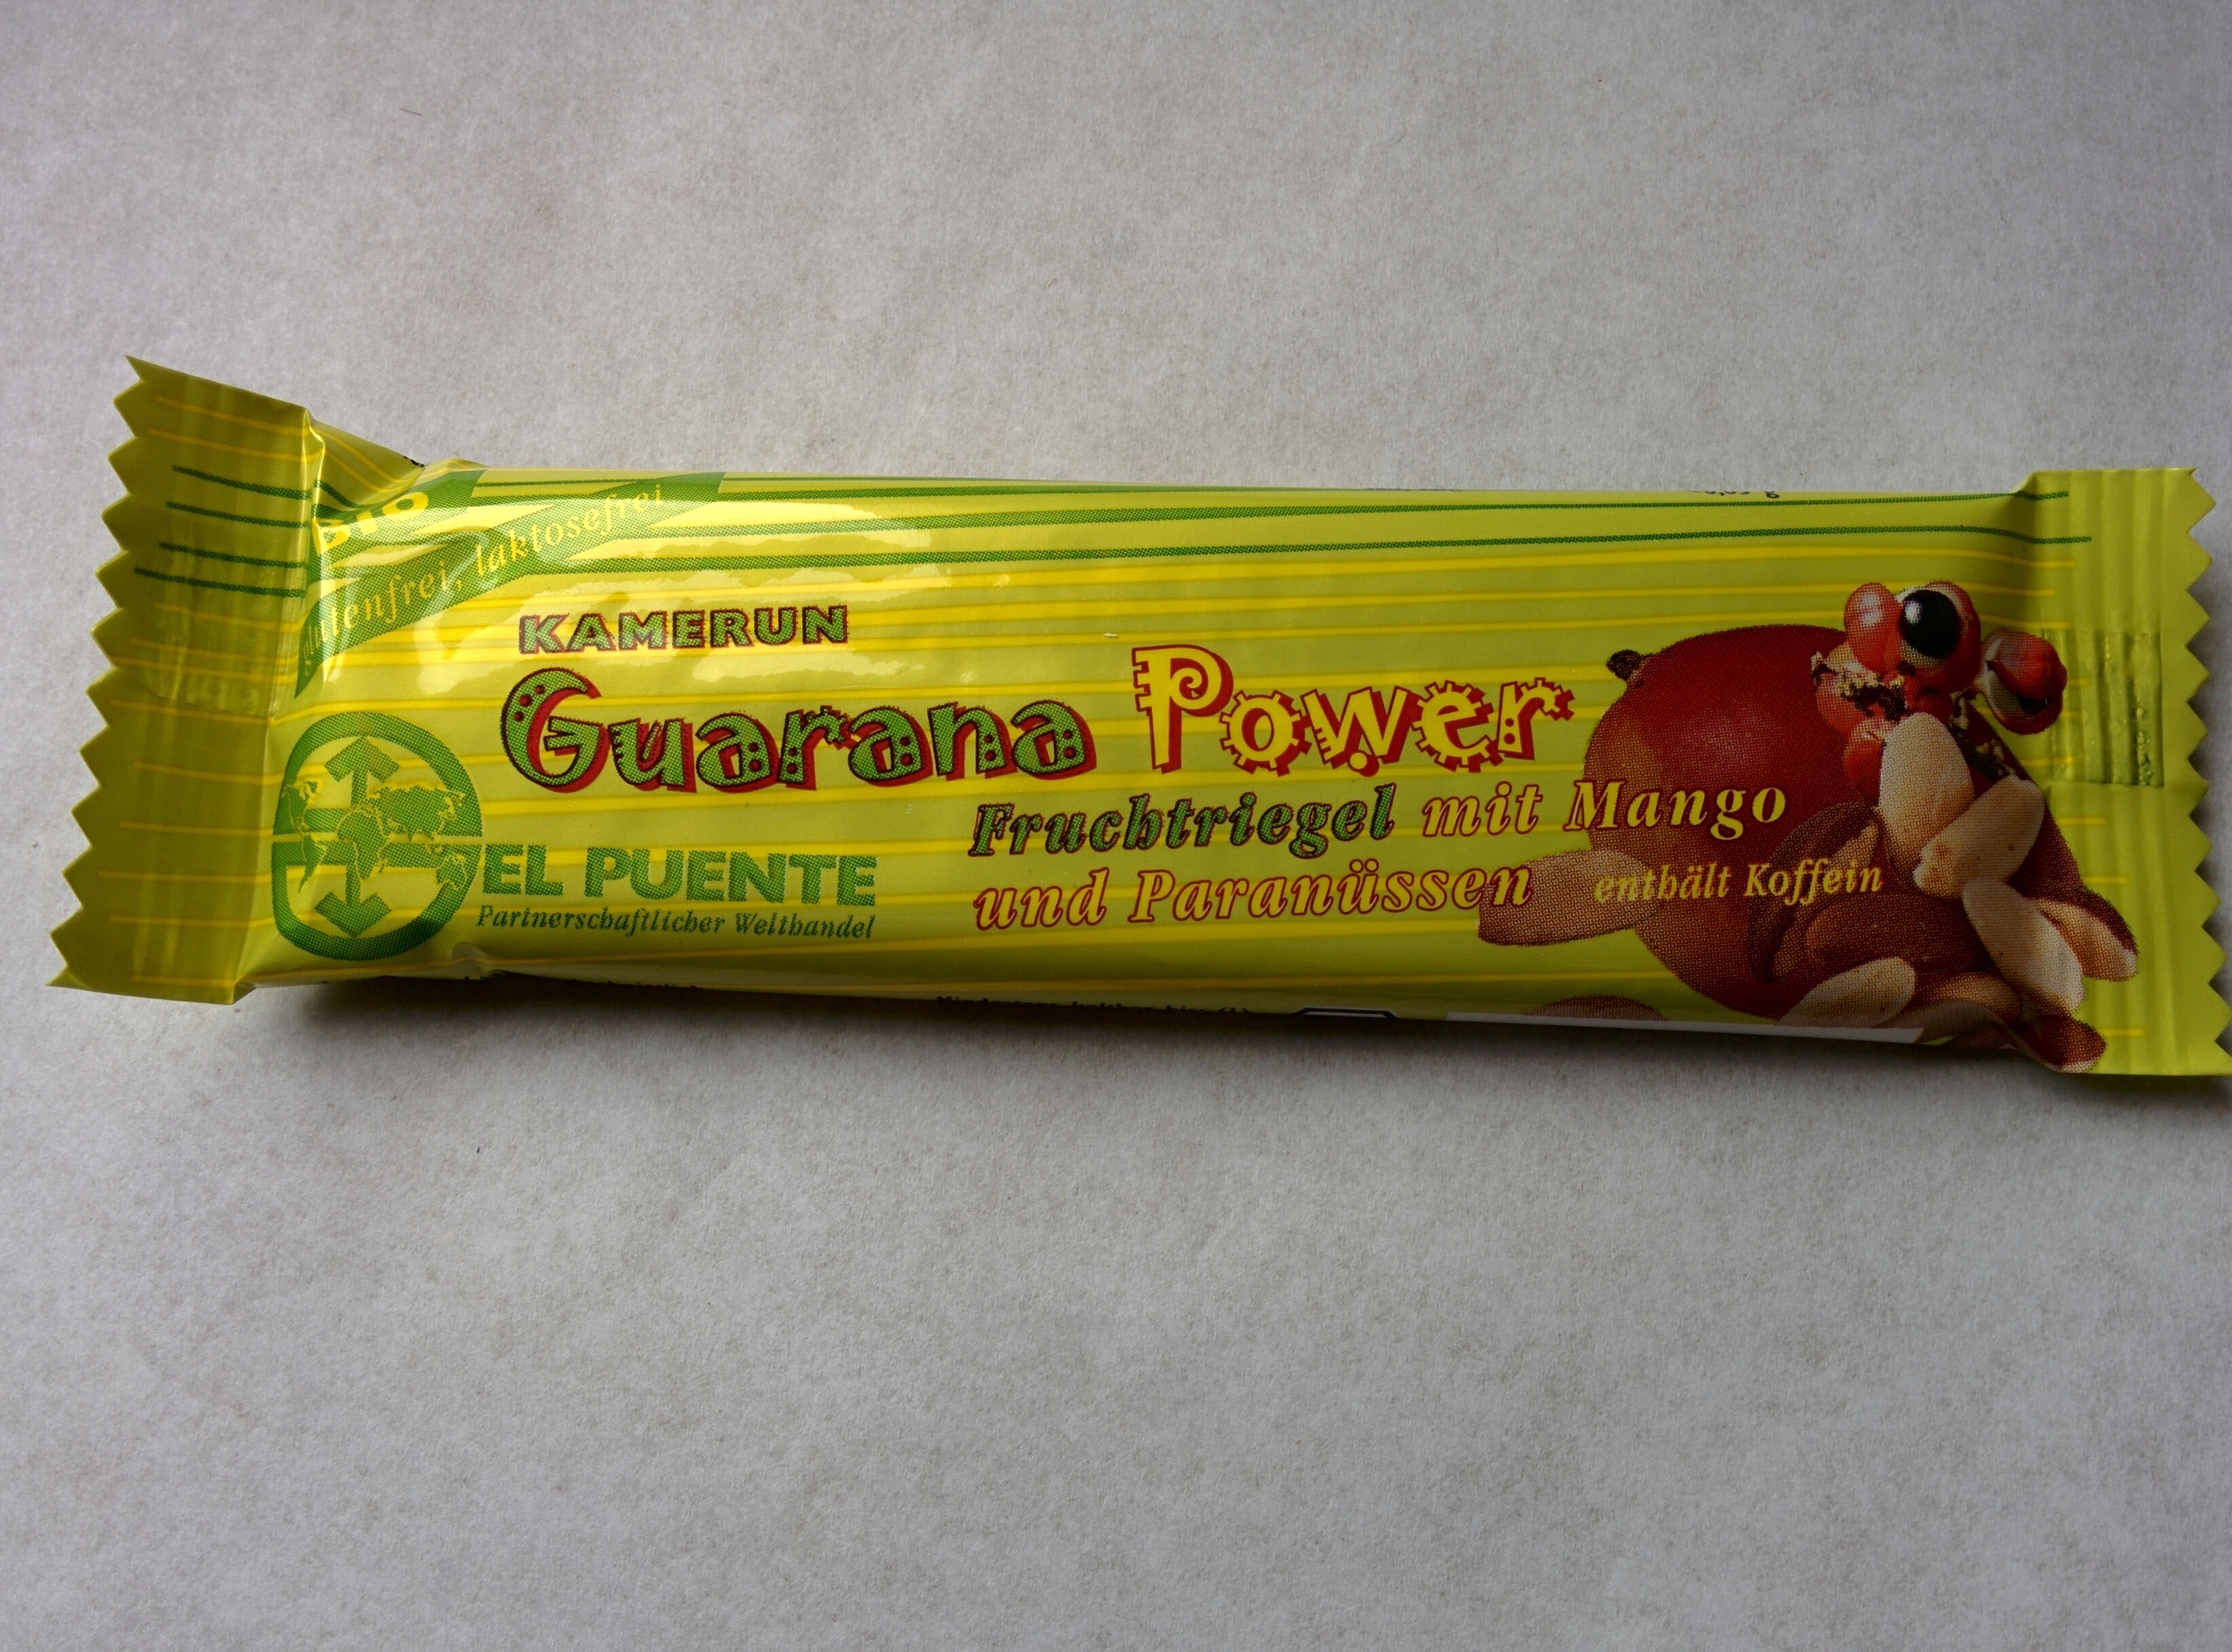 Bio
laktosefrei
KAMERUN
Guarana Power
Fruchtriegel mit Mango
und Paranüssen
enthält Koffein
EL PUENTE
Partnerschaftlicher Welthandel